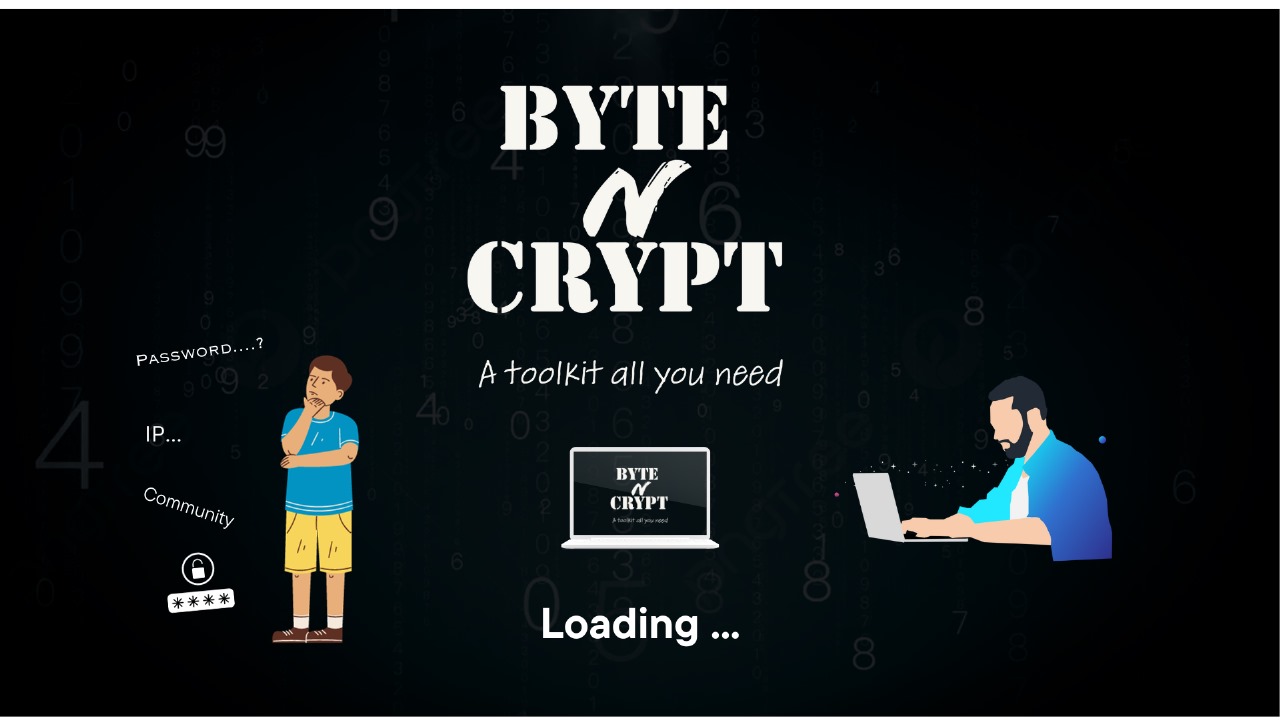 BYTE
N
CRYPT
A toolkit all you need
PASSWORD....?
IP...
Community
****
BYTE
N
CRYPT
A toolkit all you need
Loading ...